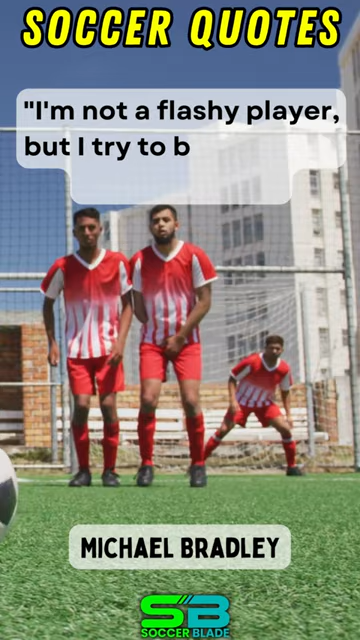 SOCCER QUOTES
"I'm not a flashy player,
but I try to b
MICHAEL BRADLEY
SB
SOCCER BLADE